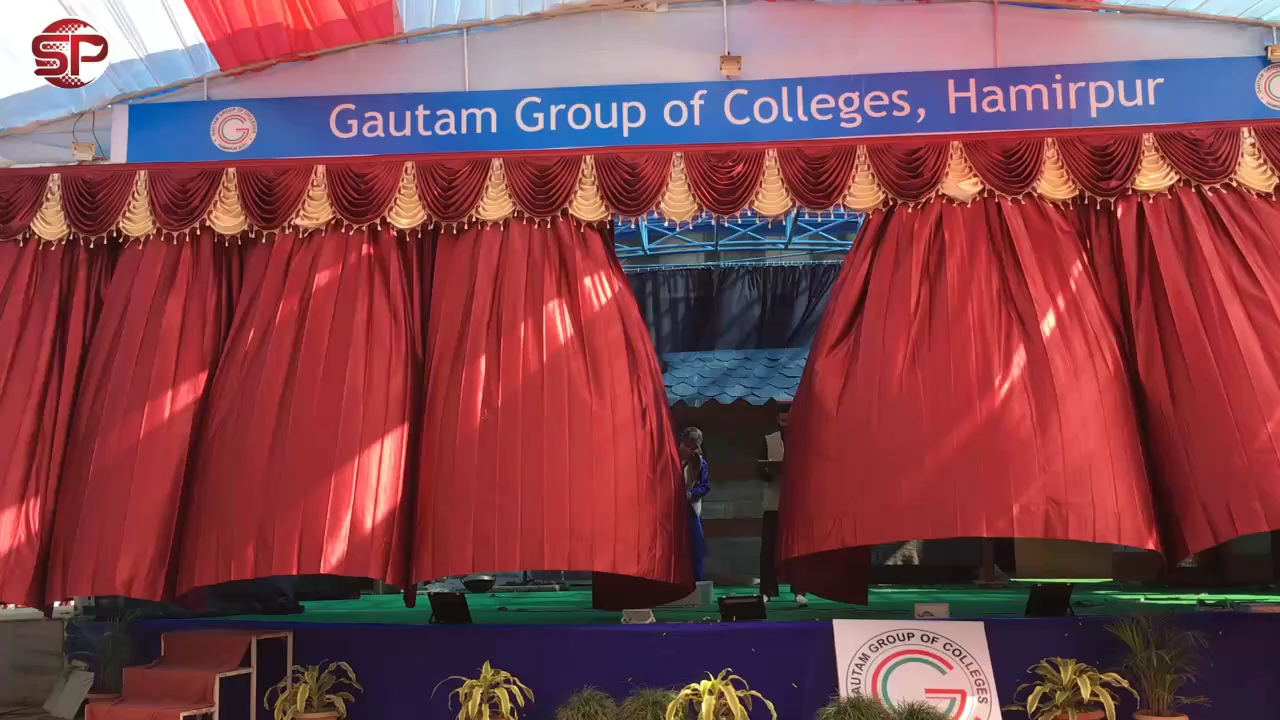 SP
Gautam Group of Colleges, Hamirpur
G
GAUTAM GROUP OF COLLEGES
G